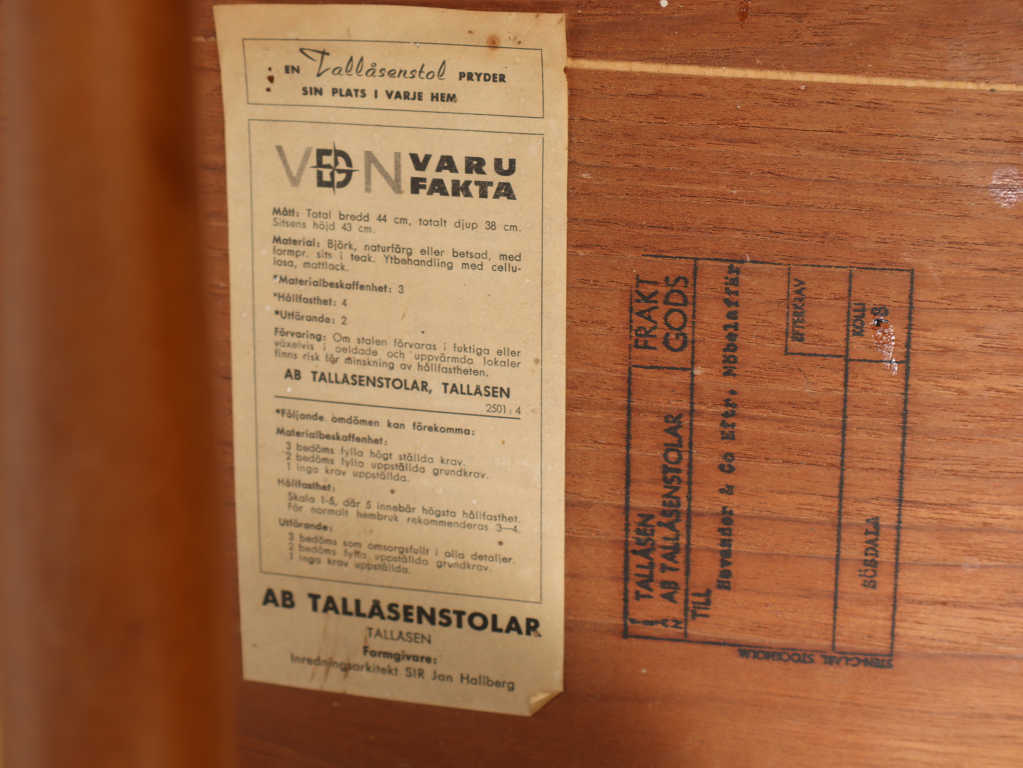 EN Tallåsenstol PRYDER
SIN PLATS I VARJE HEM
VDN VARU
FAKTA
Mått: Total bredd 44 cm, totalt djup 38 cm.
Sitsens höjd 43 cm.
Material: Björk, naturfärg eller betsad, med
formpr. sits i teak. Ytbehandling med cellu-
losa, mattlack.
*Materialbeskaffenhet: 3
*Hållfasthet: 4
*Utförande: 2
Förvaring: Om stolen förvaras i fuktiga eller
växelvis i oeldade och uppvärmda lokaler
finns risk för minskning av hållfastheten.
AB TALLÅSENSTOLAR, TALLÅSEN
2501:4
*Följande omdömen kan förekomma:
Materialbeskaffenhet:
3 bedöms fylla högt ställda krav.
2 bedöms fylla uppställda grundkrav.
1 inga krav uppställda.
Hållfasthet:
Skala 1-5, där 5 innebär högsta hållfasthet.
För normalt hembruk rekommenderas 3—4.
Utförande:
3 bedöms som omsorgsfullt i alla detaljer.
2 bedöms fylla uppställda grundkrav.
1 inga krav uppställda.
AB TALLÅSENSTOLAR
TALLÅSEN
Formgivare:
Inredningsarkitekt SIR Jan Hallberg
FRAKT
GODS
TALLÅSEN
AB TALLÅSENSTOLAR
TILL
Hevander & Co Eftr. Möbelaffär
EFTERKRAV
KOLLI
SÖSDALA
STOCKHOLM